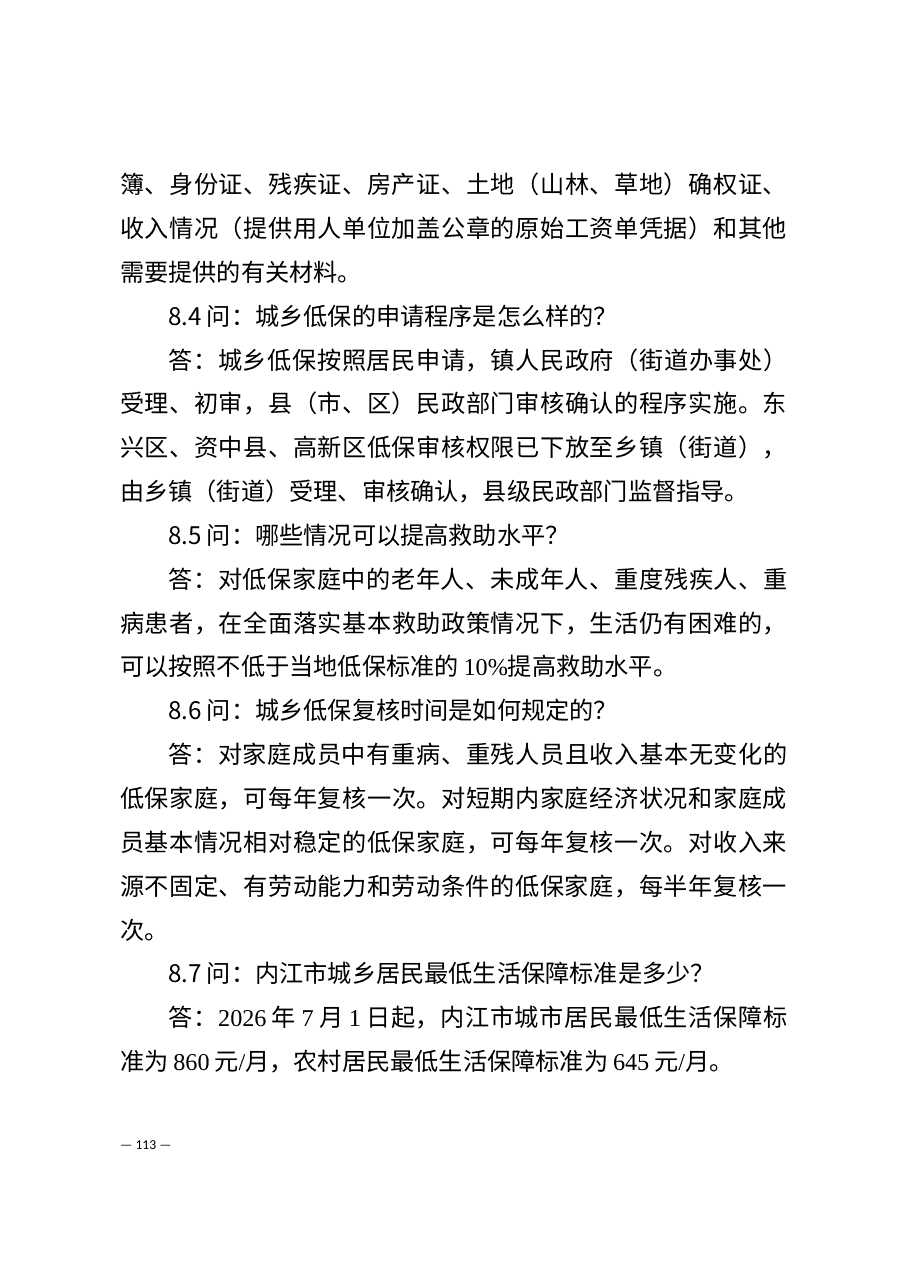 簿、身份证、残疾证、房产证、土地（山林、草地）确权证、
收入情况（提供用人单位加盖公章的原始工资单凭据）和其他
需要提供的有关材料。
8.4 问：城乡低保的申请程序是怎么样的？
答：城乡低保按照居民申请，镇人民政府（街道办事处）
受理、初审，县（市、区）民政部门审核确认的程序实施。东
兴区、资中县、高新区低保审核权限已下放至乡镇（街道），
由乡镇（街道）受理、审核确认，县级民政部门监督指导。
8.5 问：哪些情况可以提高救助水平？
答：对低保家庭中的老年人、未成年人、重度残疾人、重
病患者，在全面落实基本救助政策情况下，生活仍有困难的，
可以按照不低于当地低保标准的 10%提高救助水平。
8.6 问：城乡低保复核时间是如何规定的？
答：对家庭成员中有重病、重残人员且收入基本无变化的
低保家庭，可每年复核一次。对短期内家庭经济状况和家庭成
员基本情况相对稳定的低保家庭，可每年复核一次。对收入来
源不固定、有劳动能力和劳动条件的低保家庭，每半年复核一
次。
8.7 问：内江市城乡居民最低生活保障标准是多少？
答：2026 年 7 月 1 日起，内江市城市居民最低生活保障标
准为 860 元/月，农村居民最低生活保障标准为 645 元/月。
— 113 —